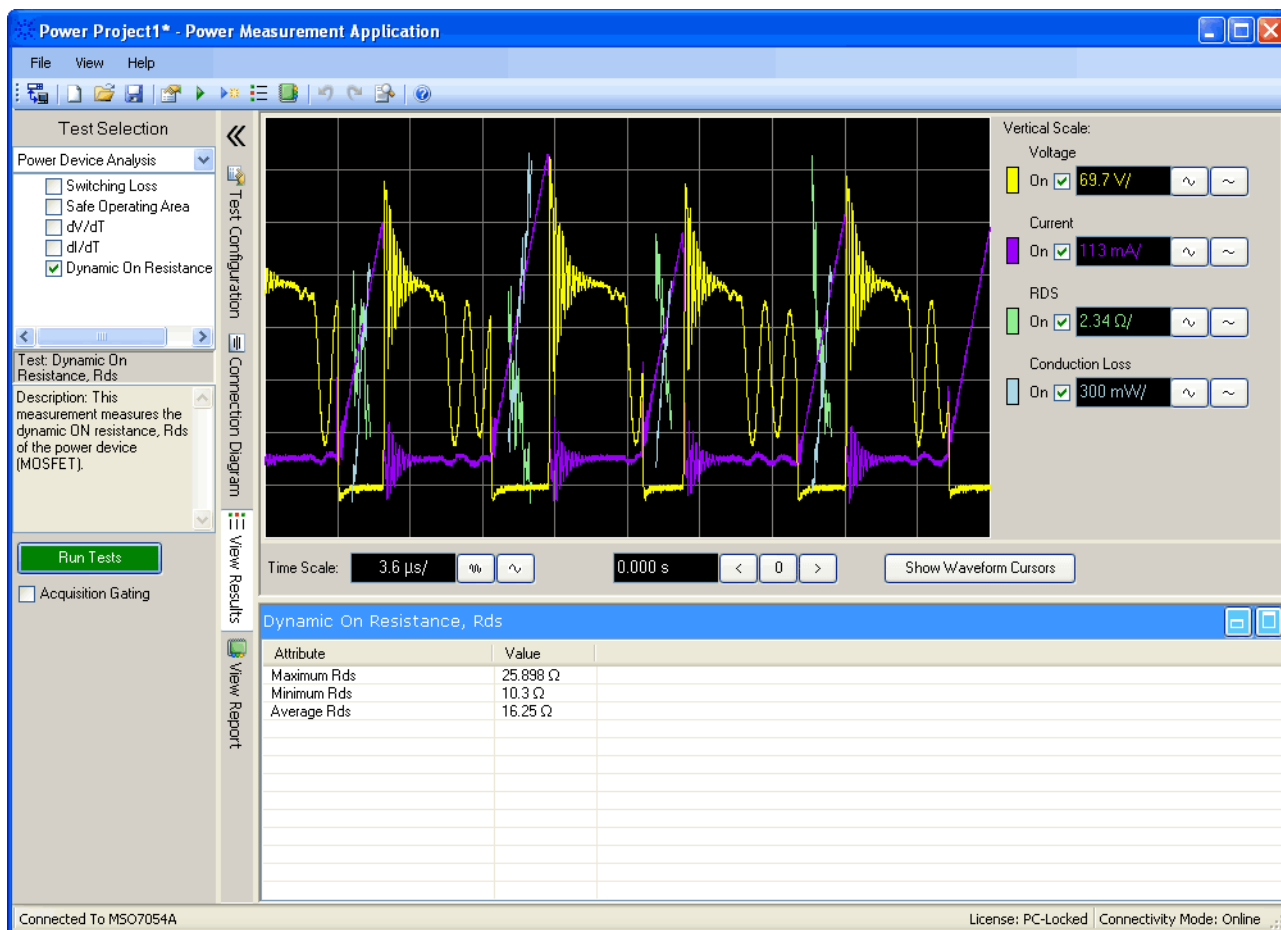 Power Project1* - Power Measurement Application
File View Help
Test Selection
Power Device Analysis
Switching Loss
Safe Operating Area
dV/dT
dI/dT
Dynamic On Resistance
Test: Dynamic On
Resistance, Rds
Description: This
measurement measures the
dynamic ON resistance, Rds
of the power device
(MOSFET).
Run Tests
Acquisition Gating
Test Configuration
Connection Diagram
View Results
View Report
Vertical Scale:
Voltage
On 69.7 V/
Current
On 113 mA/
RDS
On 2.34 Ω/
Conduction Loss
On 300 mW/
Time Scale: 3.6 µs/ 0.000 s < 0 > Show Waveform Cursors
Dynamic On Resistance, Rds
Attribute Value
Maximum Rds 25.898 Ω
Minimum Rds 10.3 Ω
Average Rds 16.25 Ω
Connected To MSO7054A License: PC-Locked Connectivity Mode: Online